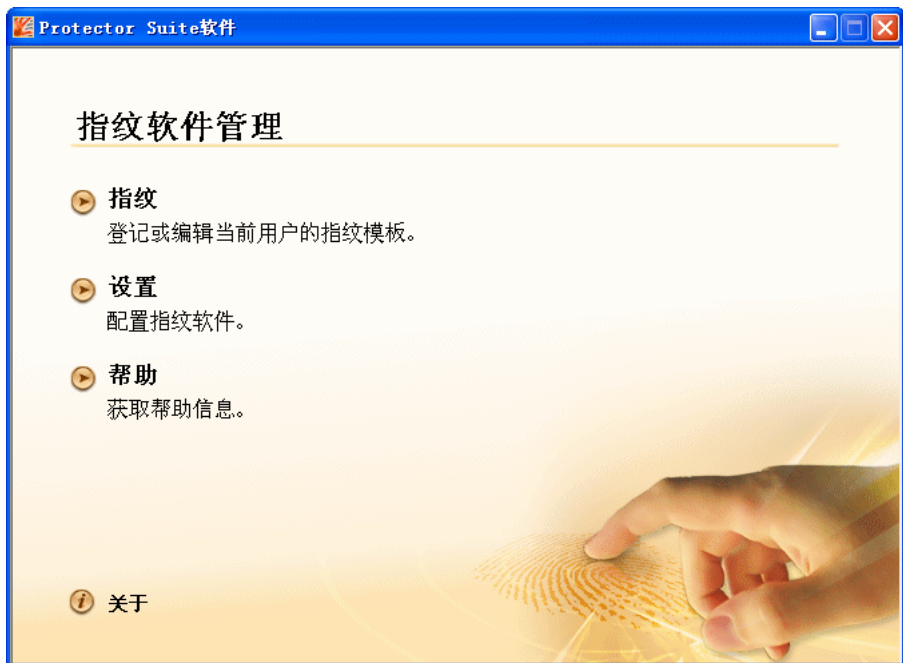 Protector Suite软件
指纹软件管理
指纹
登记或编辑当前用户的指纹模板。
设置
配置指纹软件。
帮助
获取帮助信息。
关于